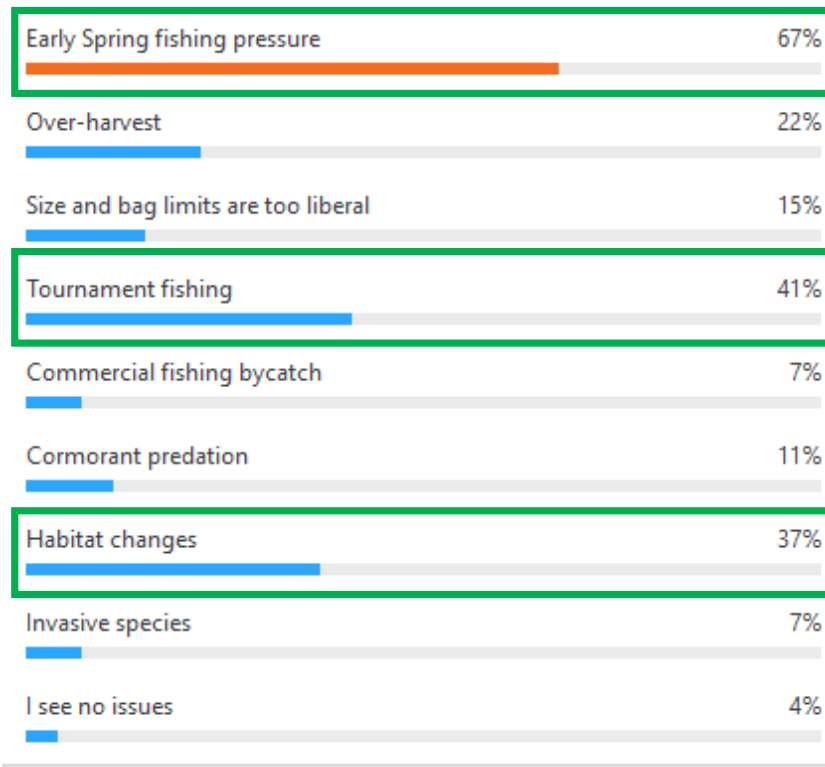 Early Spring fishing pressure 67%
Over-harvest 22%
Size and bag limits are too liberal 15%
Tournament fishing 41%
Commercial fishing bycatch 7%
Cormorant predation 11%
Habitat changes 37%
Invasive species 7%
I see no issues 4%